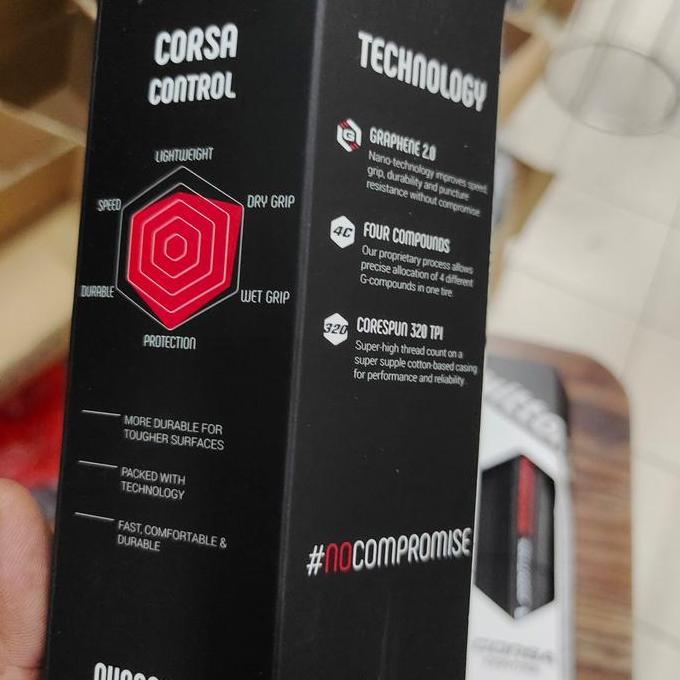 CORSA
CONTROL
LIGHTWEIGHT
SPEED
DRY GRIP
DURABLE
WET GRIP
PROTECTION
MORE DURABLE FOR
TOUGHER SURFACES
PACKED WITH
TECHNOLOGY
FAST, COMFORTABLE &
DURABLE
TECHNOLOGY
G
GRAPHENE 2.0
Nano-technology improves speed,
grip, durability and puncture
resistance without compromise
4C
FOUR COMPOUNDS
Our proprietary process allows
precise allocation of 4 different
G-compounds in one tire.
320
CORESPUN 320 TPI
Super-high thread count on a
super supple cotton-based casing
for performance and reliability
#NOCOMPROMISE
CORSA